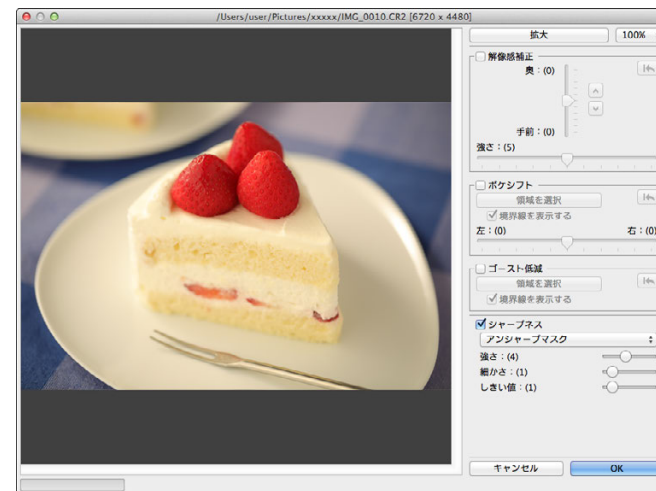 /Users/user/Pictures/xxxxx/IMG_0010.CR2 [6720 x 4480]
拡大
100%
解像感補正
奥：(0)
手前：(0)
強さ：(5)
ボケシフト
領域を選択
境界線を表示する
左：(0) 右：(0)
ゴースト低減
領域を選択
境界線を表示する
シャープネス
アンシャープマスク
強さ：(4)
細かさ：(1)
しきい値：(1)
キャンセル
OK